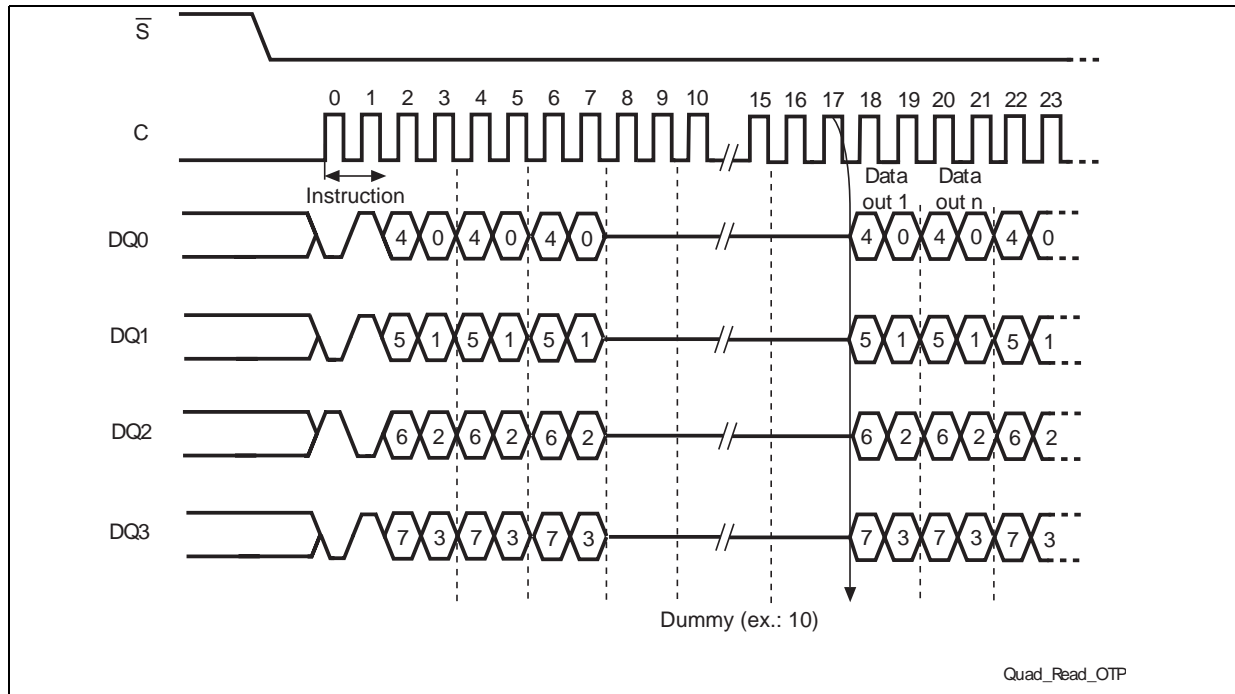 S
0 1 2 3 4 5 6 7 8 9 10 15 16 17 18 19 20 21 22 23
C
Data Data
out 1 out n
Instruction
DQ0 4 0 4 0 4 0 4 0 4 0 4 0
DQ1 5 1 5 1 5 1 5 1 5 1 5 1
DQ2 6 2 6 2 6 2 6 2 6 2 6 2
DQ3 7 3 7 3 7 3 7 3 7 3 7 3
Dummy (ex.: 10)
Quad_Read_OTP